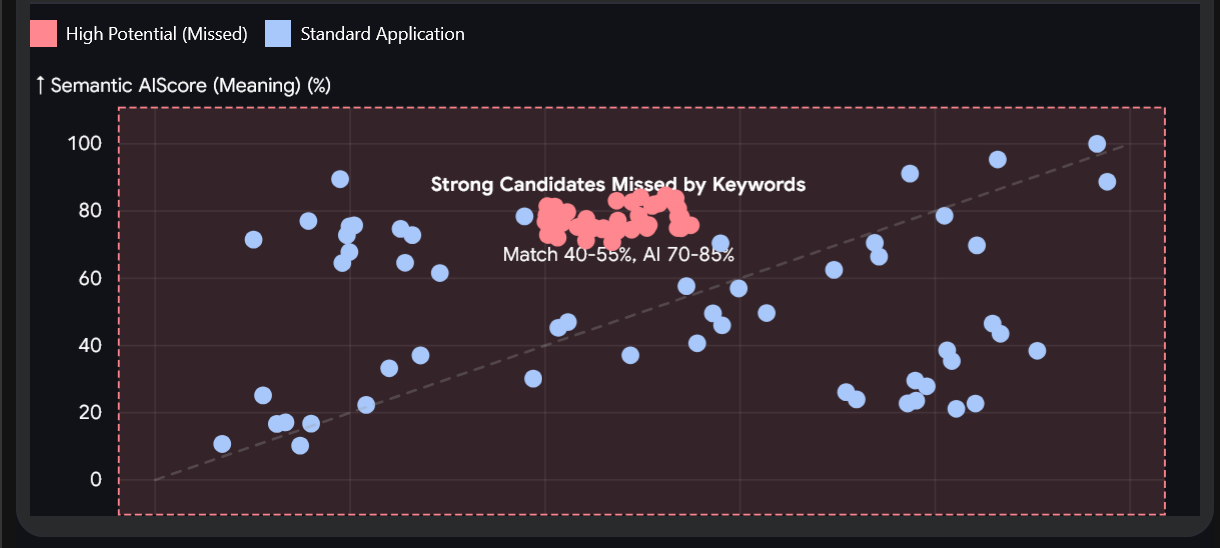 High Potential (Missed) Standard Application
↑ Semantic AIScore (Meaning) (%)
100
Strong Candidates Missed by Keywords
80
Match 40-55%, AI 70-85%
60
40
20
0